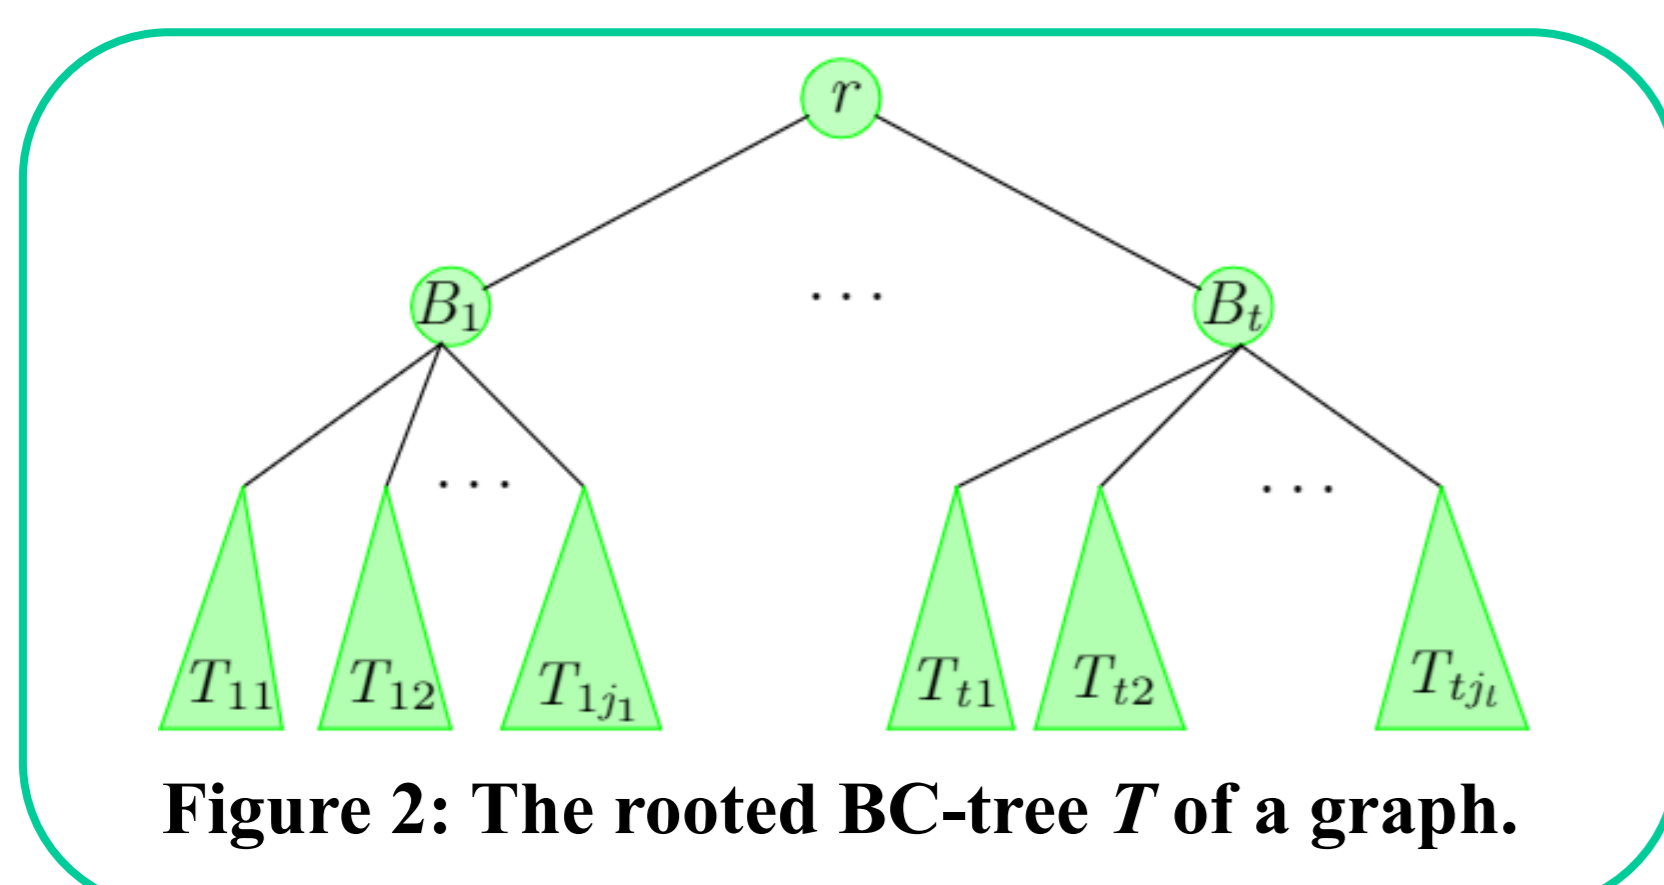 r
B₁ ... Bₜ
... ...
T₁₁ T₁₂ T₁ⱼ₁ Tₜ₁ Tₜ₂ Tₜⱼₜ
Figure 2: The rooted BC-tree T of a graph.